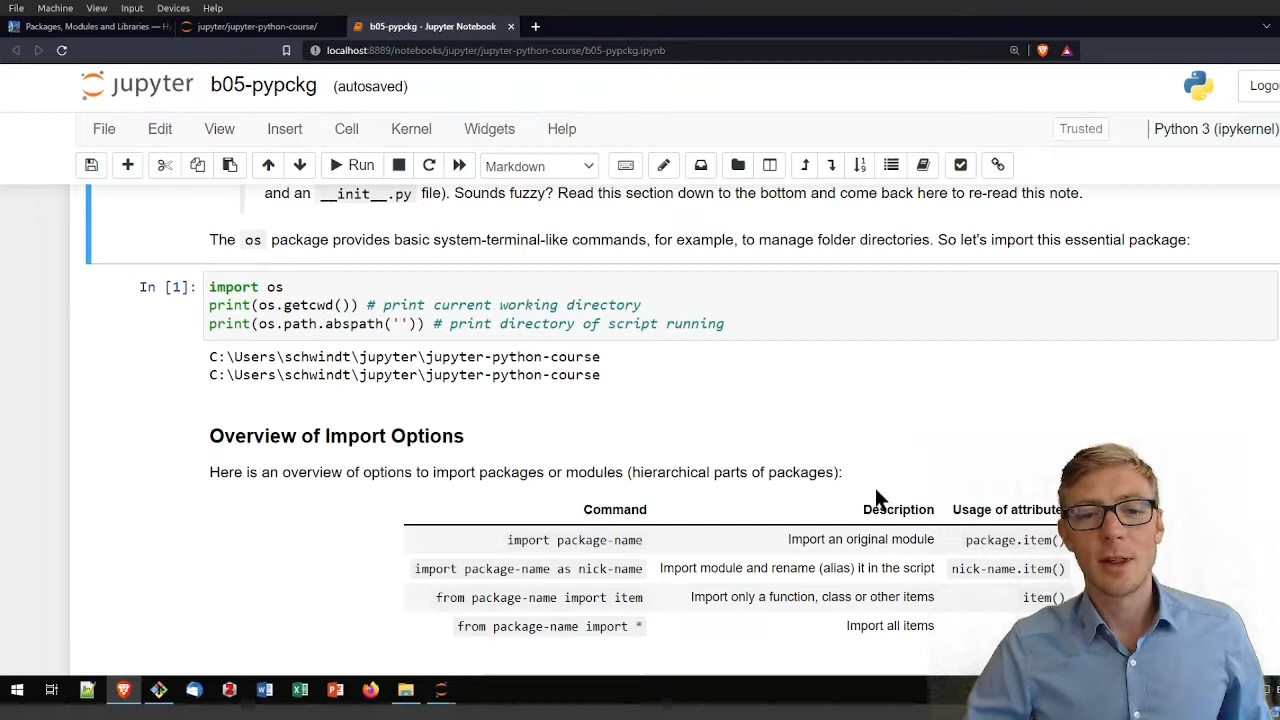 File Machine View Input Devices Help
Packages, Modules and Libraries — H
jupyter/jupyter-python-course/
b05-pypckg - Jupyter Notebook
localhost:8889/notebooks/jupyter/jupyter-python-course/b05-pypckg.ipynb
jupyter b05-pypckg (autosaved)
Logo
File Edit View Insert Cell Kernel Widgets Help
Trusted
Python 3 (ipykernel)
Run
Markdown
and an __init__.py file). Sounds fuzzy? Read this section down to the bottom and come back here to re-read this note.
The os package provides basic system-terminal-like commands, for example, to manage folder directories. So let's import this essential package:
In [1]: import os
print(os.getcwd()) # print current working directory
print(os.path.abspath('')) # print directory of script running
C:\Users\schwindt\jupyter\jupyter-python-course
C:\Users\schwindt\jupyter\jupyter-python-course
Overview of Import Options
Here is an overview of options to import packages or modules (hierarchical parts of packages):
Command Description Usage of attribute
import package-name Import an original module package.item()
import package-name as nick-name Import module and rename (alias) it in the script nick-name.item()
from package-name import item Import only a function, class or other items item()
from package-name import * Import all items